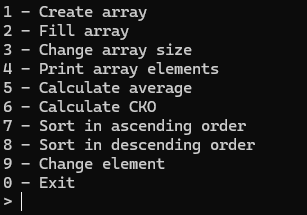 1 - Create array
2 - Fill array
3 - Change array size
4 - Print array elements
5 - Calculate average
6 - Calculate CKO
7 - Sort in ascending order
8 - Sort in descending order
9 - Change element
0 - Exit
>